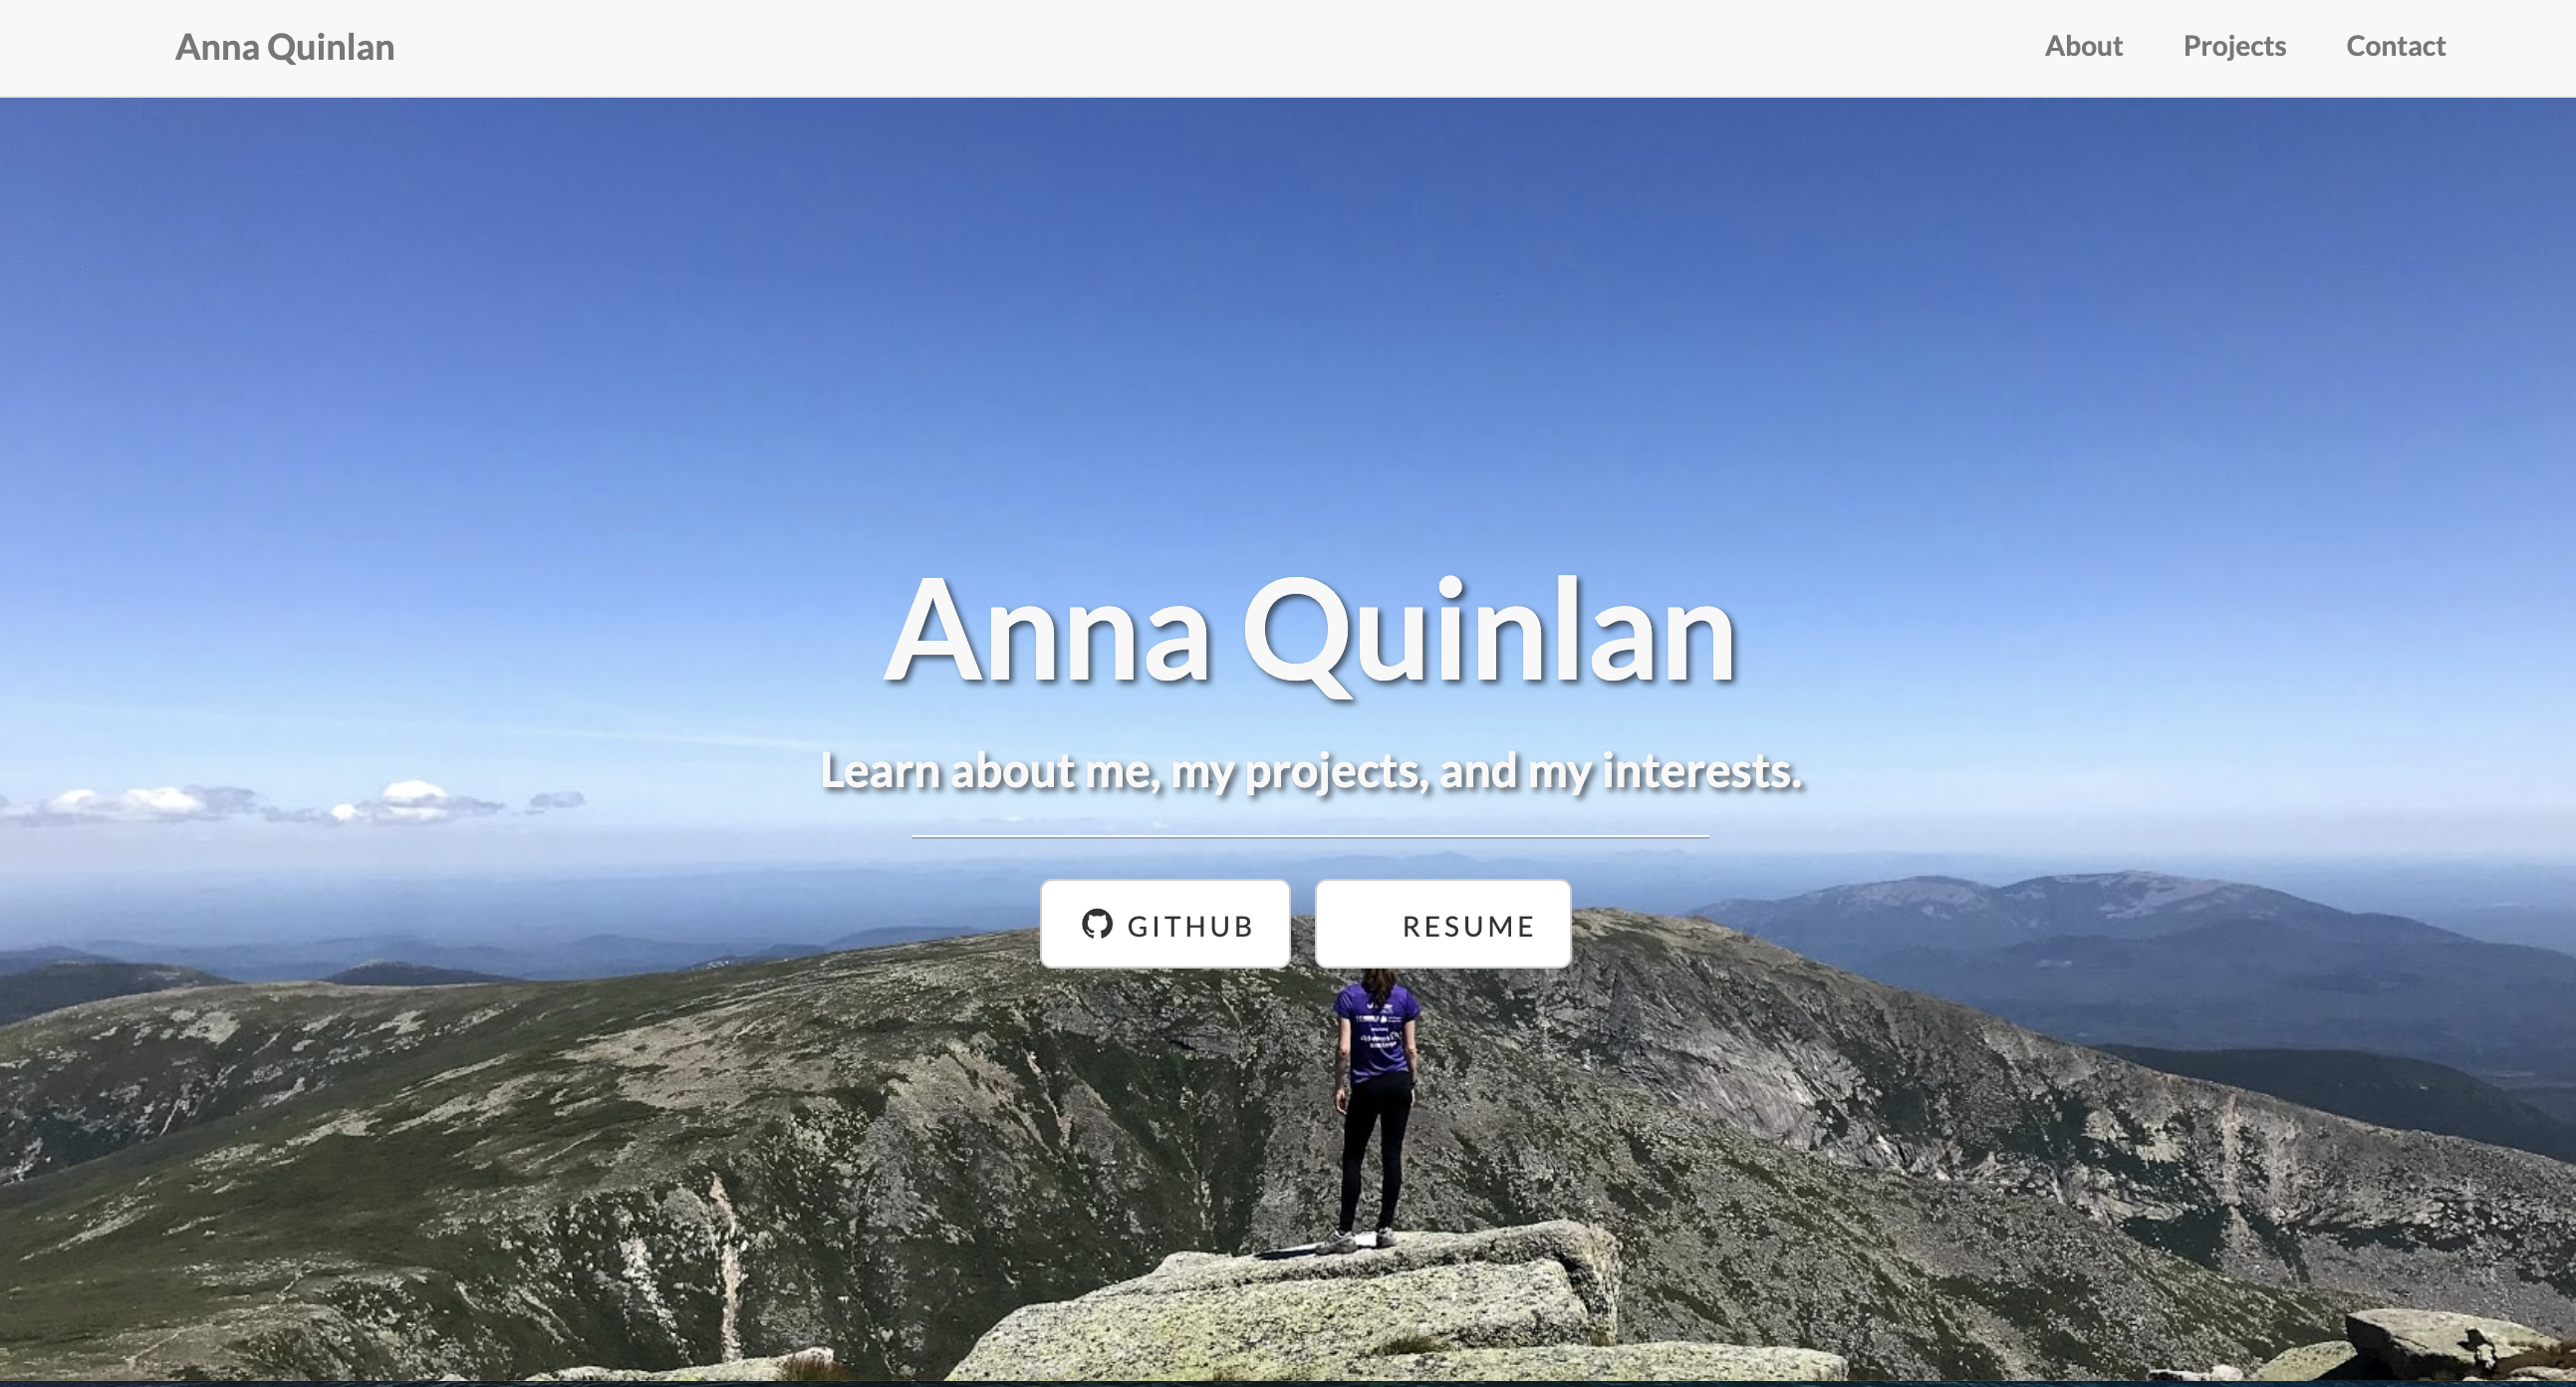 Anna Quinlan
About Projects Contact
Anna Quinlan
Learn about me, my projects, and my interests.
GITHUB RESUME